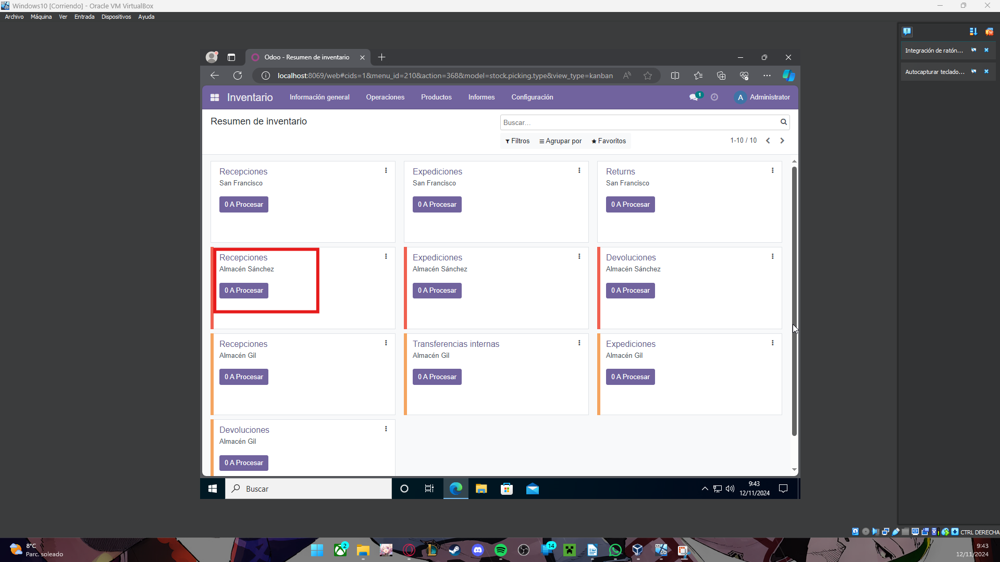 Windows10 [Corriendo] - Oracle VM VirtualBox
Archivo Máquina Ver Entrada Dispositivos Ayuda
Integración de ratón...
Autocapturar teclado...
Odoo - Resumen de inventario
localhost:8069/web#cids=1&menu_id=210&action=368&model=stock.picking.type&view_type=kanban
Inventario Información general Operaciones Productos Informes Configuración 1 A Administrator
Resumen de inventario
Buscar...
Filtros Agrupar por Favoritos 1-10 / 10
Recepciones
San Francisco
0 A Procesar
Expediciones
San Francisco
0 A Procesar
Returns
San Francisco
0 A Procesar
Recepciones
Almacén Sánchez
0 A Procesar
Expediciones
Almacén Sánchez
0 A Procesar
Devoluciones
Almacén Sánchez
0 A Procesar
Recepciones
Almacén Gil
0 A Procesar
Transferencias internas
Almacén Gil
0 A Procesar
Expediciones
Almacén Gil
0 A Procesar
Devoluciones
Almacén Gil
0 A Procesar
Buscar
9:43
12/11/2024
CTRL DERECHA
8°C
Parc. soleado
2
14
9:43
12/11/2024